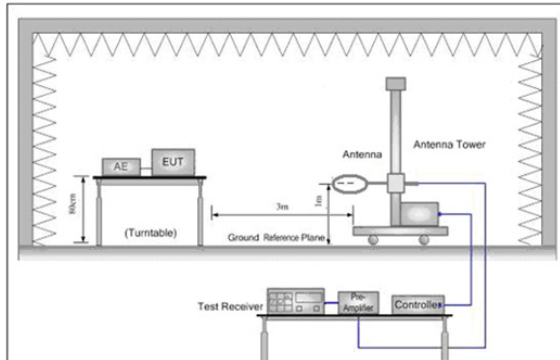 Antenna Tower
Antenna
EUT
AE
80cm
3m
1m
(Turntable)
Ground Reference Plane
Test Receiver
Pre-
Amplifier
Controller